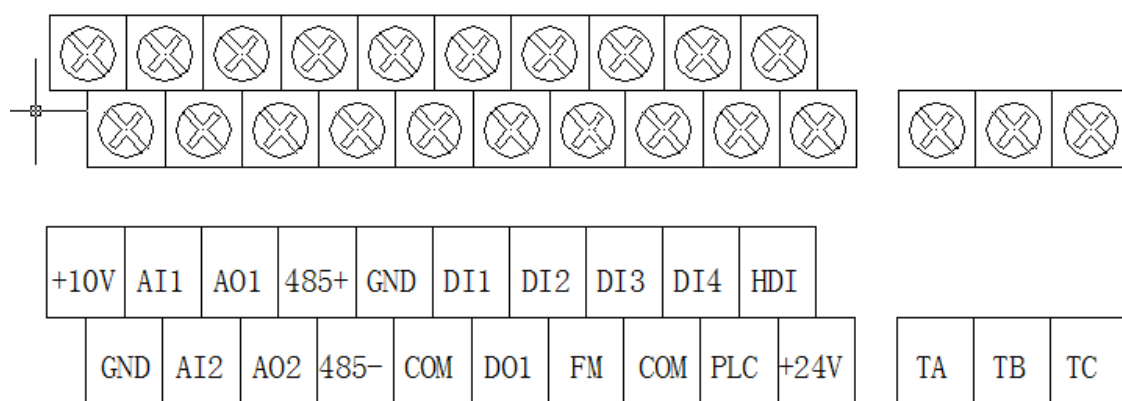 +10V AI1 AO1 485+ GND DI1 DI2 DI3 DI4 HDI
GND AI2 AO2 485- COM DO1 FM COM PLC +24V TA TB TC